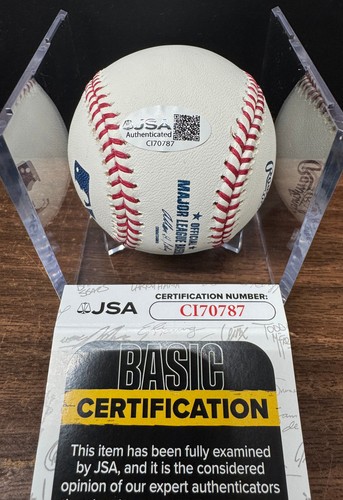 JSA
Authenticated
CI70787
OFFICIAL
MAJOR LEAGUE
JSA
CERTIFICATION NUMBER:
CI70787
BASIC
CERTIFICATION
This item has been fully examined
by JSA, and it is the considered
opinion of our expert authenticators